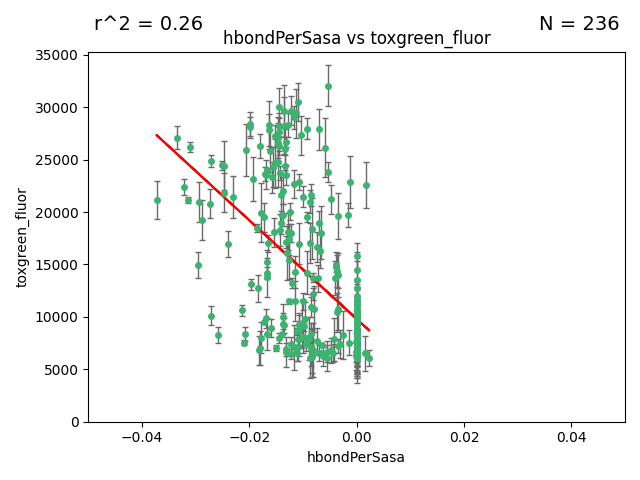 r^2 = 0.26
N = 236
hbondPerSasa vs toxgreen_fluor
35000
30000
25000
20000
15000
10000
5000
0
toxgreen_fluor
−0.04
−0.02
0.00
0.02
0.04
hbondPerSasa